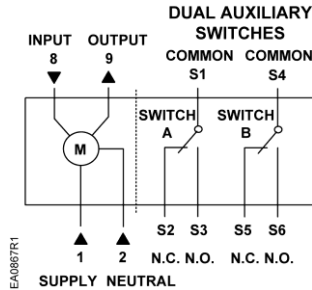 DUAL AUXILIARY
SWITCHES
INPUT OUTPUT COMMON COMMON
8 9 S1 S4
SWITCH SWITCH
A B
M
S2 S3 S5 S6
1 2 N.C. N.O. N.C. N.O.
SUPPLY NEUTRAL
EA0867R1